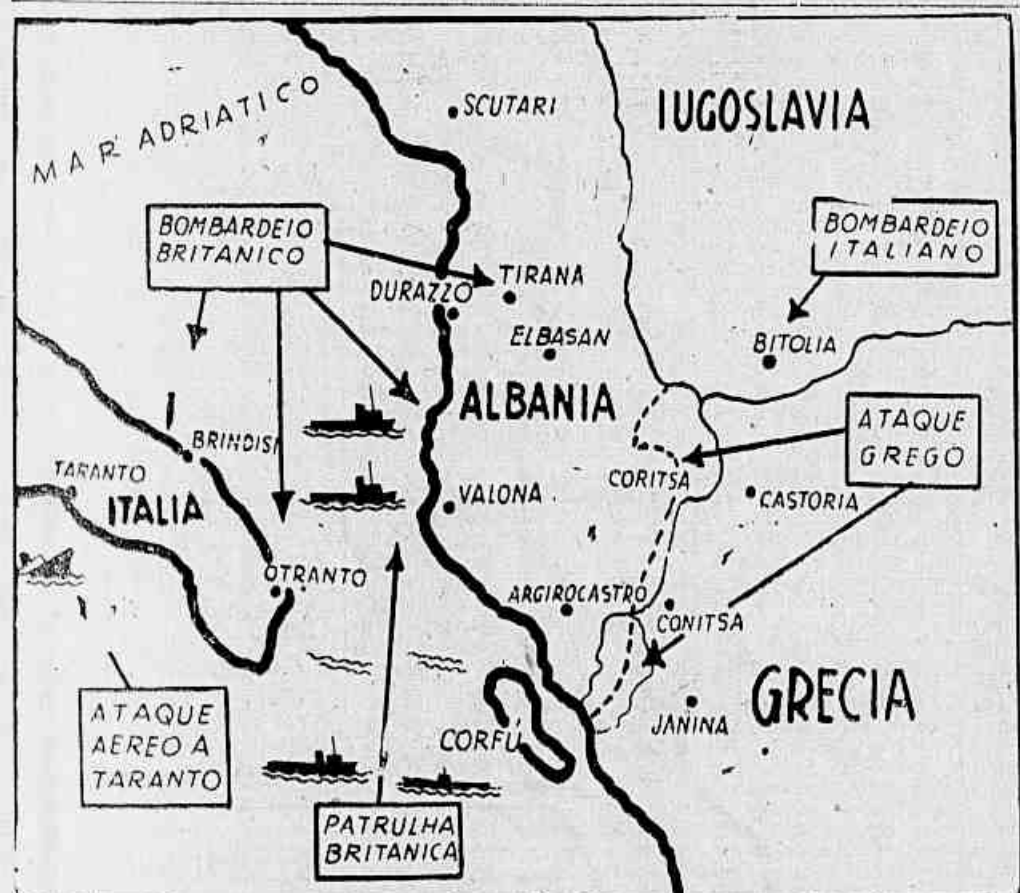 MAR ADRIATICO
SCUTARI
IUGOSLAVIA
BOMBARDEIO
BRITANICO
BOMBARDEIO
ITALIANO
TIRANA
DURAZZO
ELBASAN
BITOLIA
ALBANIA
ATAQUE
GREGO
BRINDISI
TARANTO
ITALIA
CORITSA
CASTORIA
VALONA
OTRANTO
ARGIROCASTRO
CONITSA
GRECIA
JANINA
CORFU
ATAQUE
AEREO A
TARANTO
PATRULHA
BRITANICA